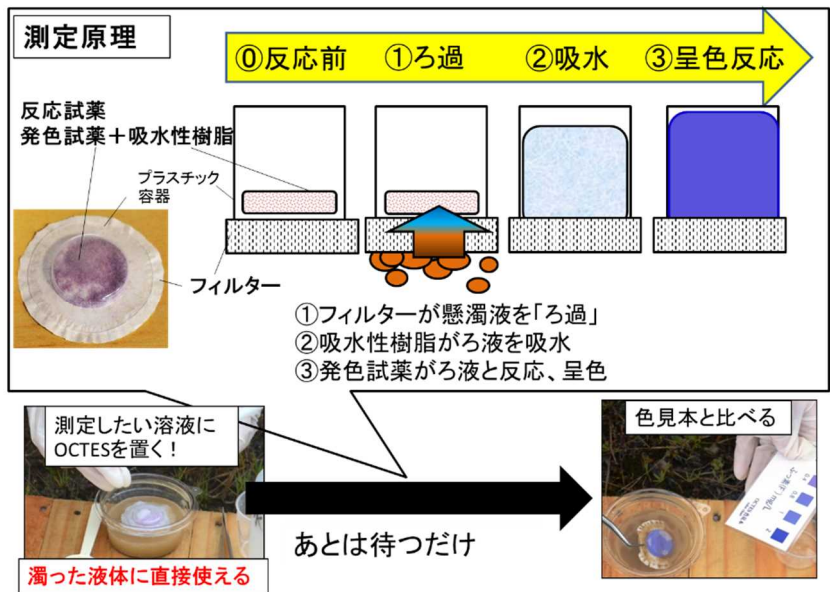 測定原理
⓪反応前
①ろ過
②吸水
③呈色反応
反応試薬
発色試薬＋吸水性樹脂
プラスチック
容器
フィルター
①フィルターが懸濁液を「ろ過」
②吸水性樹脂がろ液を吸水
③発色試薬がろ液と反応、呈色
測定したい溶液に
OCTESを置く！
濁った液体に直接使える
あとは待つだけ
色見本と比べる